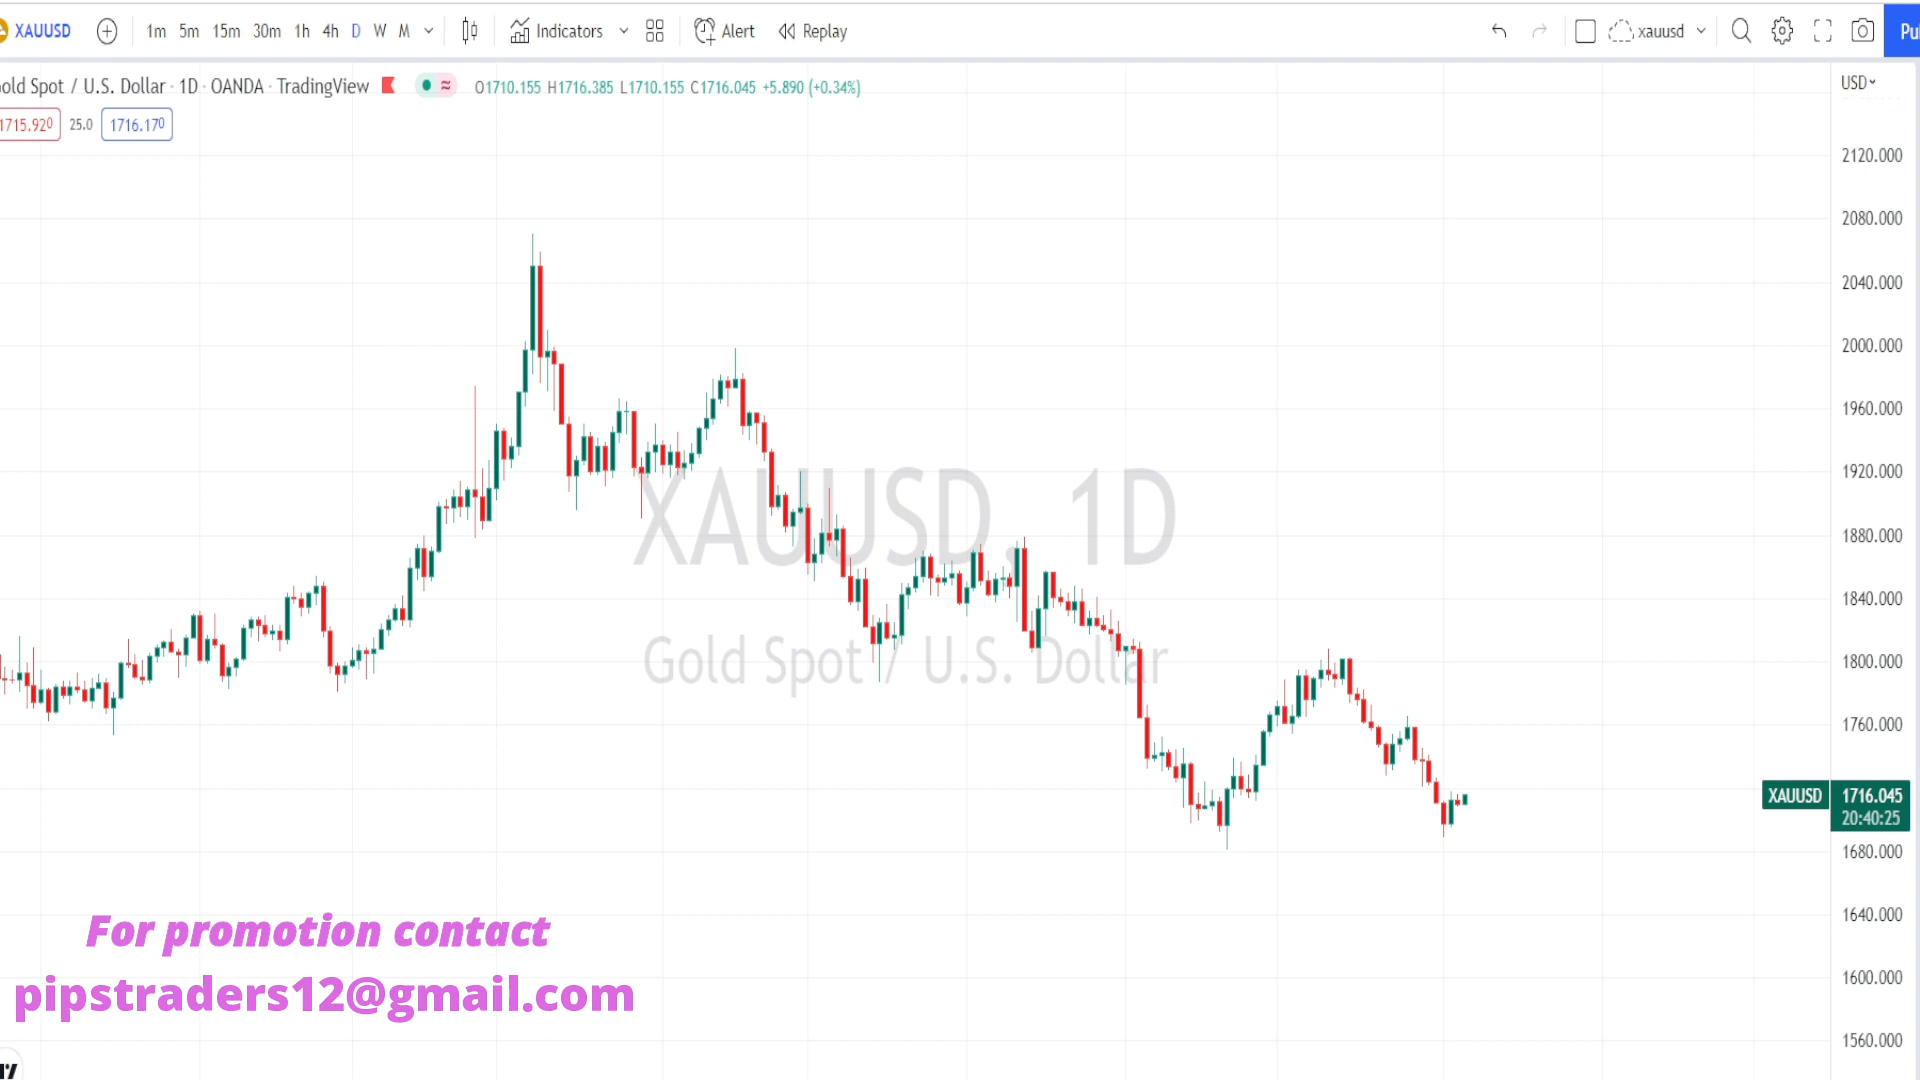 XAUUSD 1m 5m 15m 30m 1h 4h D W M Indicators Alert Replay xauusd Pu
old Spot / U.S. Dollar · 1D · OANDA · TradingView O1710.155 H1716.385 L1710.155 C1716.045 +5.890 (+0.34%) USD
1715.920 25.0 1716.170
2120.000
2080.000
2040.000
2000.000
1960.000
1920.000
XAUUSD, 1D
1880.000
1840.000
Gold Spot / U.S. Dollar
1800.000
1760.000
XAUUSD 1716.045
20:40:25
1680.000
1640.000
For promotion contact
1600.000
pipstraders12@gmail.com
1560.000